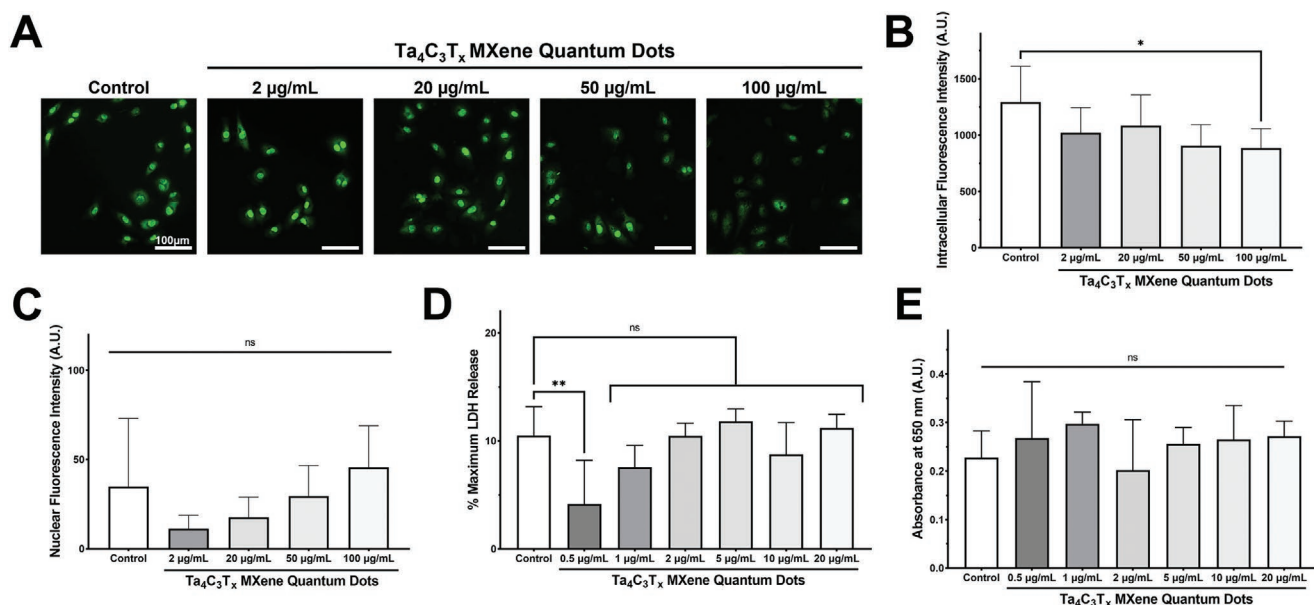 A
Ta₄C₃Tₓ MXene Quantum Dots
Control
2 µg/mL
20 µg/mL
50 µg/mL
100 µg/mL
100µm
B
Intracellular Fluorescence Intensity (A.U.)
1500
1000
500
0
*
Control
2 µg/mL
20 µg/mL
50 µg/mL
100 µg/mL
Ta₄C₃Tₓ MXene Quantum Dots
C
Nuclear Fluorescence Intensity (A.U.)
100
50
0
ns
Control
2 µg/mL
20 µg/mL
50 µg/mL
100 µg/mL
Ta₄C₃Tₓ MXene Quantum Dots
D
% Maximum LDH Release
20
10
0
ns
**
Control
0.5 µg/mL
1 µg/mL
2 µg/mL
5 µg/mL
10 µg/mL
20 µg/mL
Ta₄C₃Tₓ MXene Quantum Dots
E
Absorbance at 650 nm (A.U.)
0.4
0.3
0.2
0.1
0.0
ns
Control
0.5 µg/mL
1 µg/mL
2 µg/mL
5 µg/mL
10 µg/mL
20 µg/mL
Ta₄C₃Tₓ MXene Quantum Dots